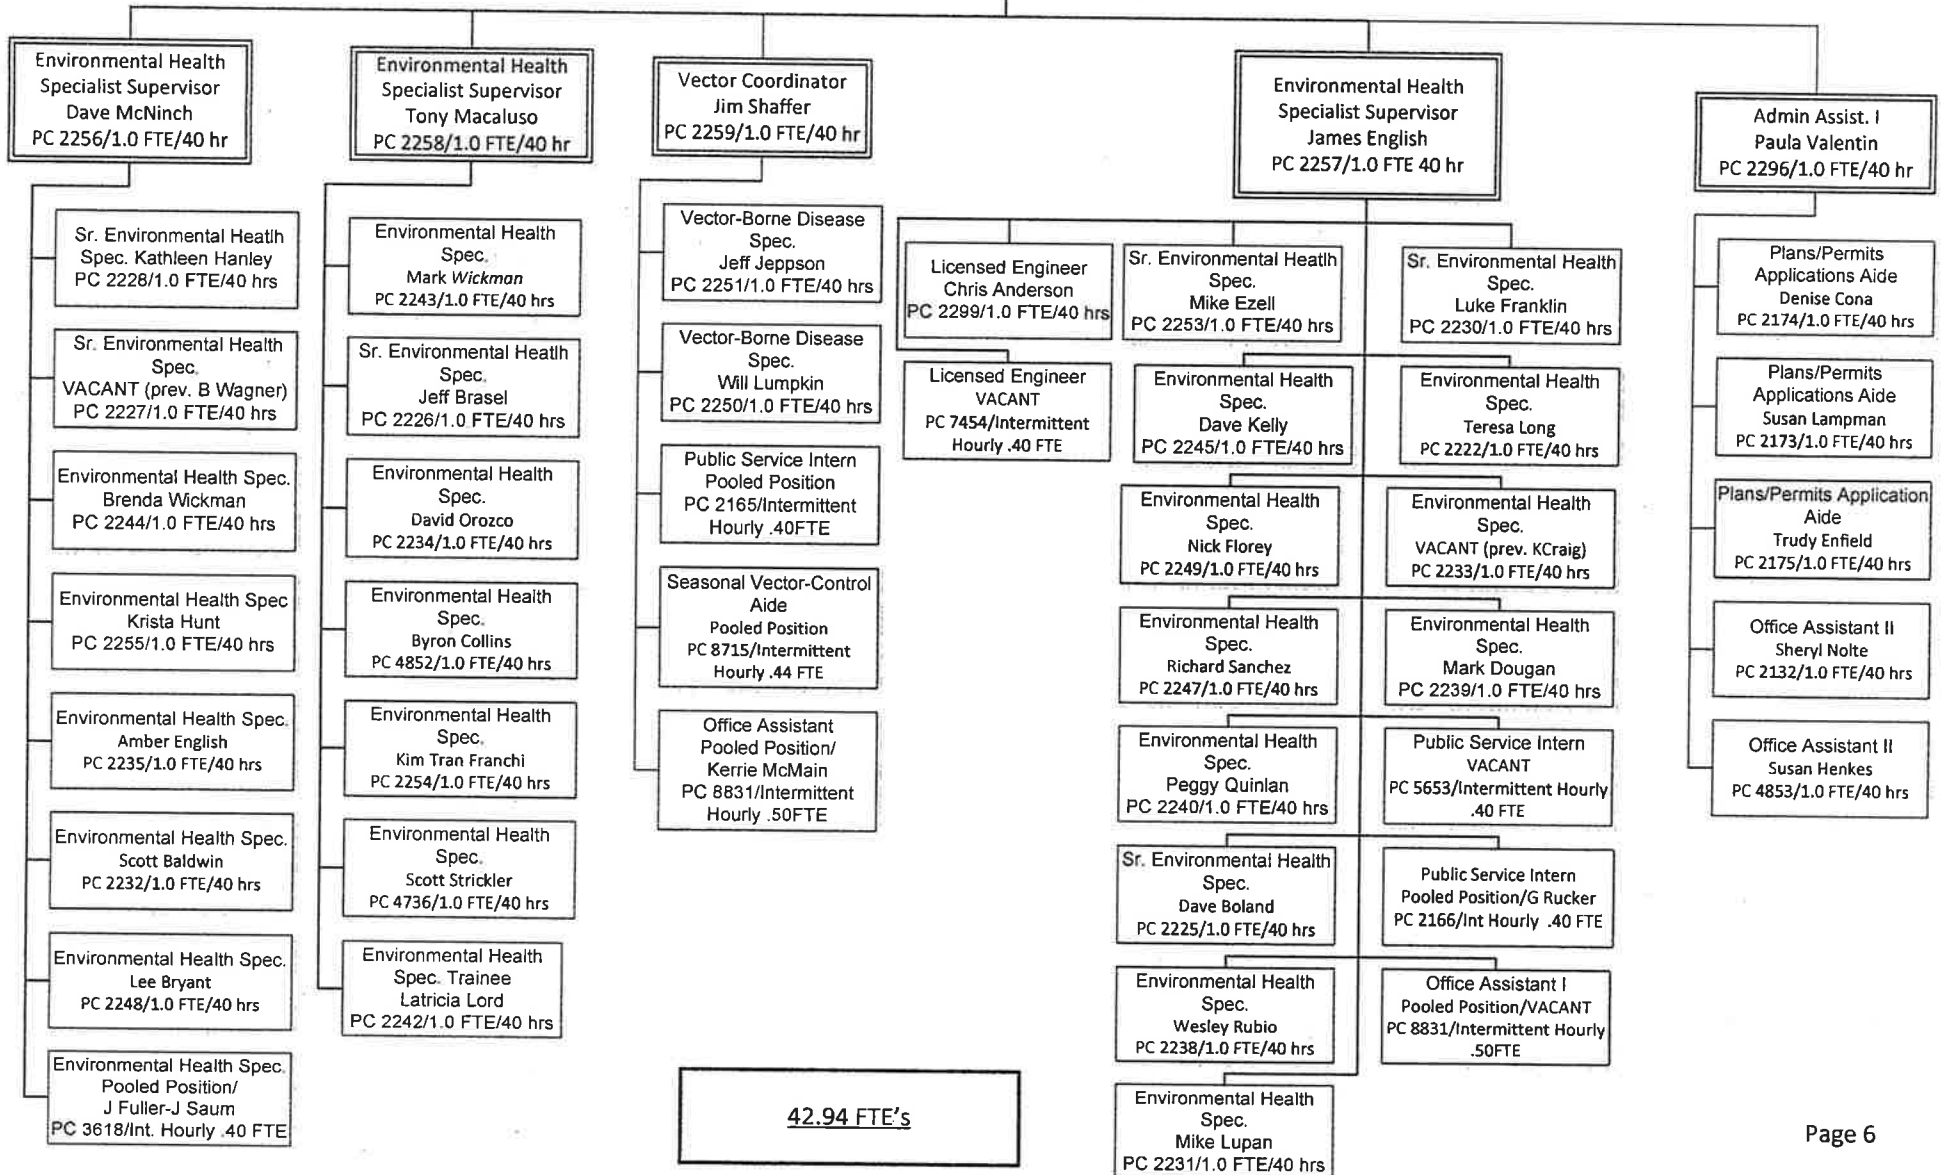 Environmental Health
Specialist Supervisor
Dave McNinch
PC 2256/1.0 FTE/40 hr
Sr. Environmental Heatlh
Spec. Kathleen Hanley
PC 2228/1.0 FTE/40 hrs
Sr. Environmental Health
Spec.
VACANT (prev. B Wagner)
PC 2227/1.0 FTE/40 hrs
Environmental Health Spec.
Brenda Wickman
PC 2244/1.0 FTE/40 hrs
Environmental Health Spec
Krista Hunt
PC 2255/1.0 FTE/40 hrs
Environmental Health Spec.
Amber English
PC 2235/1.0 FTE/40 hrs
Environmental Health Spec.
Scott Baldwin
PC 2232/1.0 FTE/40 hrs
Environmental Health Spec.
Lee Bryant
PC 2248/1.0 FTE/40 hrs
Environmental Health Spec.
Pooled Position/
J Fuller-J Saum
PC 3618/Int. Hourly .40 FTE
Environmental Health
Specialist Supervisor
Tony Macaluso
PC 2258/1.0 FTE/40 hr
Environmental Health
Spec.
Mark Wickman
PC 2243/1.0 FTE/40 hrs
Sr. Environmental Heatlh
Spec.
Jeff Brasel
PC 2226/1.0 FTE/40 hrs
Environmental Health
Spec.
David Orozco
PC 2234/1.0 FTE/40 hrs
Environmental Health
Spec.
Byron Collins
PC 4852/1.0 FTE/40 hrs
Environmental Health
Spec.
Kim Tran Franchi
PC 2254/1.0 FTE/40 hrs
Environmental Health
Spec.
Scott Strickler
PC 4736/1.0 FTE/40 hrs
Environmental Health
Spec. Trainee
Latricia Lord
PC 2242/1.0 FTE/40 hrs
Vector Coordinator
Jim Shaffer
PC 2259/1.0 FTE/40 hr
Vector-Borne Disease
Spec.
Jeff Jeppson
PC 2251/1.0 FTE/40 hrs
Vector-Borne Disease
Spec.
Will Lumpkin
PC 2250/1.0 FTE/40 hrs
Public Service Intern
Pooled Position
PC 2165/Intermittent
Hourly .40FTE
Seasonal Vector-Control
Aide
Pooled Position
PC 8715/Intermittent
Hourly .44 FTE
Office Assistant
Pooled Position/
Kerrie McMain
PC 8831/Intermittent
Hourly .50FTE
Environmental Health
Specialist Supervisor
James English
PC 2257/1.0 FTE 40 hr
Licensed Engineer
Chris Anderson
PC 2299/1.0 FTE/40 hrs
Licensed Engineer
VACANT
PC 7454/Intermittent
Hourly .40 FTE
Sr. Environmental Heatlh
Spec.
Mike Ezell
PC 2253/1.0 FTE/40 hrs
Sr. Environmental Health
Spec.
Luke Franklin
PC 2230/1.0 FTE/40 hrs
Environmental Health
Spec.
Dave Kelly
PC 2245/1.0 FTE/40 hrs
Environmental Health
Spec.
Teresa Long
PC 2222/1.0 FTE/40 hrs
Environmental Health
Spec.
Nick Florey
PC 2249/1.0 FTE/40 hrs
Environmental Health
Spec.
VACANT (prev. KCraig)
PC 2233/1.0 FTE/40 hrs
Environmental Health
Spec.
Richard Sanchez
PC 2247/1.0 FTE/40 hrs
Environmental Health
Spec.
Mark Dougan
PC 2239/1.0 FTE/40 hrs
Environmental Health
Spec.
Peggy Quinlan
PC 2240/1.0 FTE/40 hrs
Public Service Intern
VACANT
PC 5653/Intermittent Hourly
.40 FTE
Sr. Environmental Health
Spec.
Dave Boland
PC 2225/1.0 FTE/40 hrs
Public Service Intern
Pooled Position/G Rucker
PC 2166/Int Hourly .40 FTE
Environmental Health
Spec.
Wesley Rubio
PC 2238/1.0 FTE/40 hrs
Office Assistant I
Pooled Position/VACANT
PC 8831/Intermittent Hourly
.50FTE
Environmental Health
Spec.
Mike Lupan
PC 2231/1.0 FTE/40 hrs
Admin Assist. I
Paula Valentin
PC 2296/1.0 FTE/40 hr
Plans/Permits
Applications Aide
Denise Cona
PC 2174/1.0 FTE/40 hrs
Plans/Permits
Applications Aide
Susan Lampman
PC 2173/1.0 FTE/40 hrs
Plans/Permits Application
Aide
Trudy Enfield
PC 2175/1.0 FTE/40 hrs
Office Assistant II
Sheryl Nolte
PC 2132/1.0 FTE/40 hrs
Office Assistant II
Susan Henkes
PC 4853/1.0 FTE/40 hrs
42.94 FTE's
Page 6